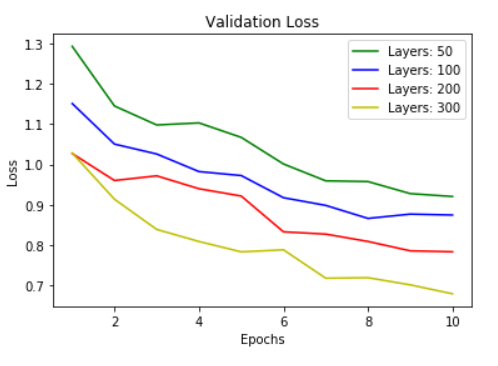 Validation Loss
1.3
1.2
1.1
1.0
0.9
0.8
0.7
Loss
Layers: 50
Layers: 100
Layers: 200
Layers: 300
2 4 6 8 10
Epochs